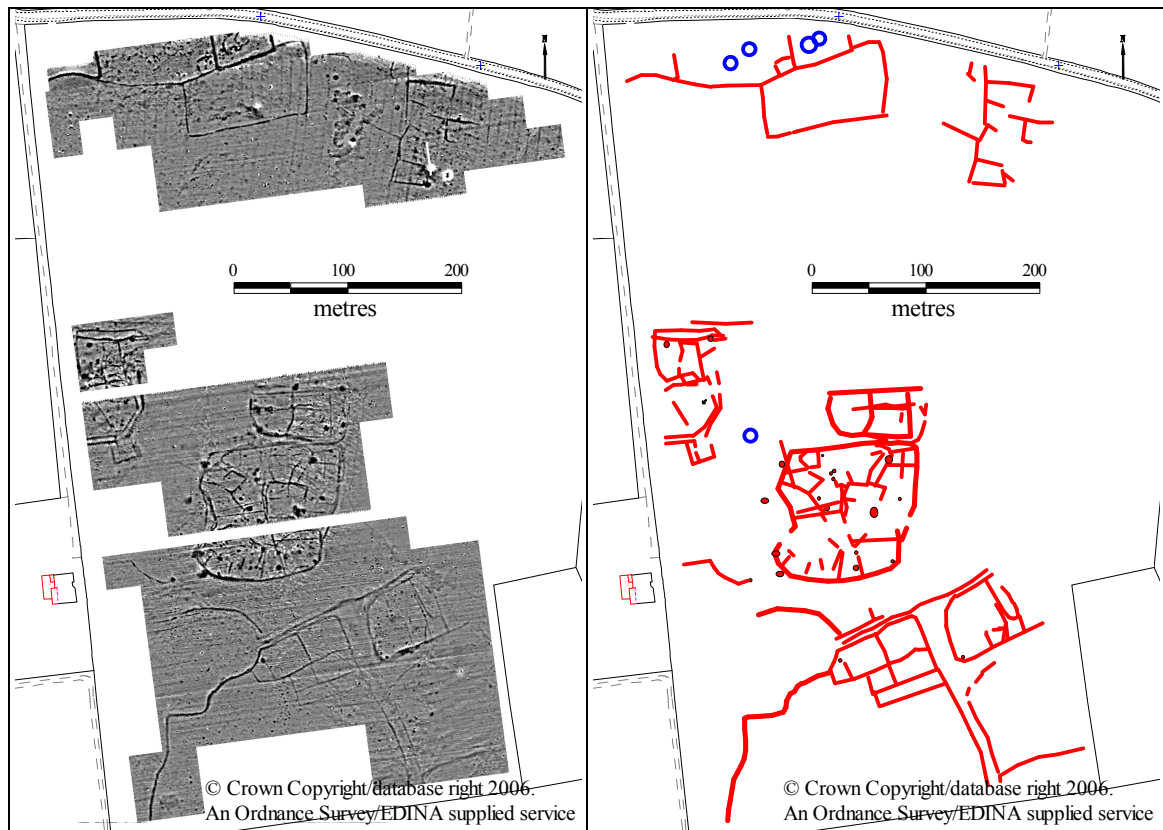 0 100 200
metres
© Crown Copyright/database right 2006.
An Ordnance Survey/EDINA supplied service
N
0 100 200
metres
© Crown Copyright/database right 2006.
An Ordnance Survey/EDINA supplied service